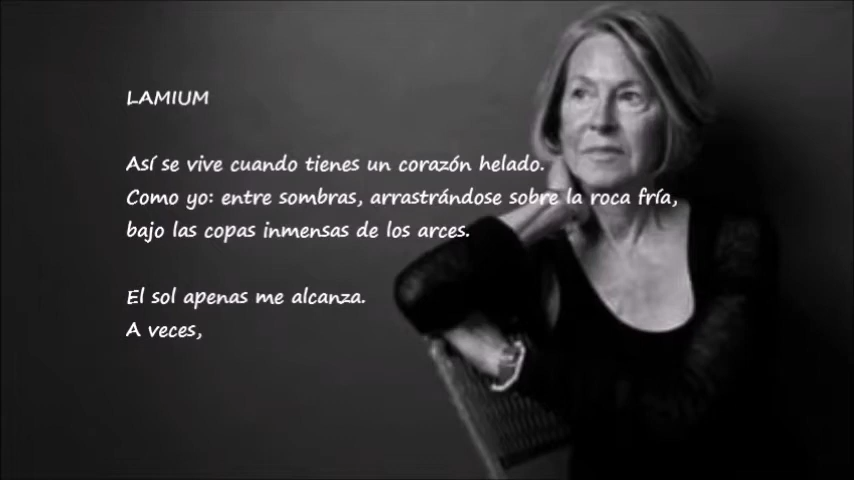 LAMIUM
Así se vive cuando tienes un corazón helado.
Como yo: entre sombras, arrastrándose sobre la roca fría,
bajo las copas inmensas de los arces.
El sol apenas me alcanza.
A veces,